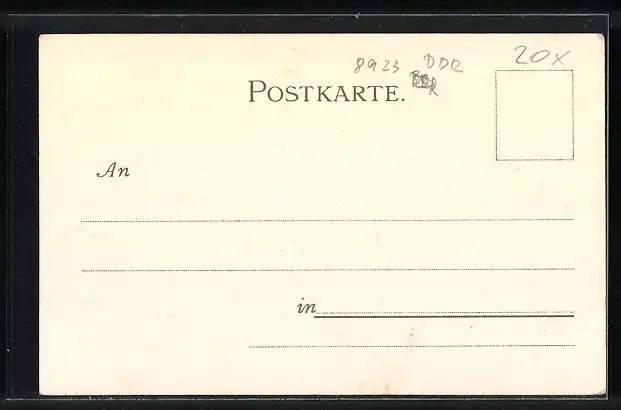 20x
8923 DDR
POSTKARTE.
An
in